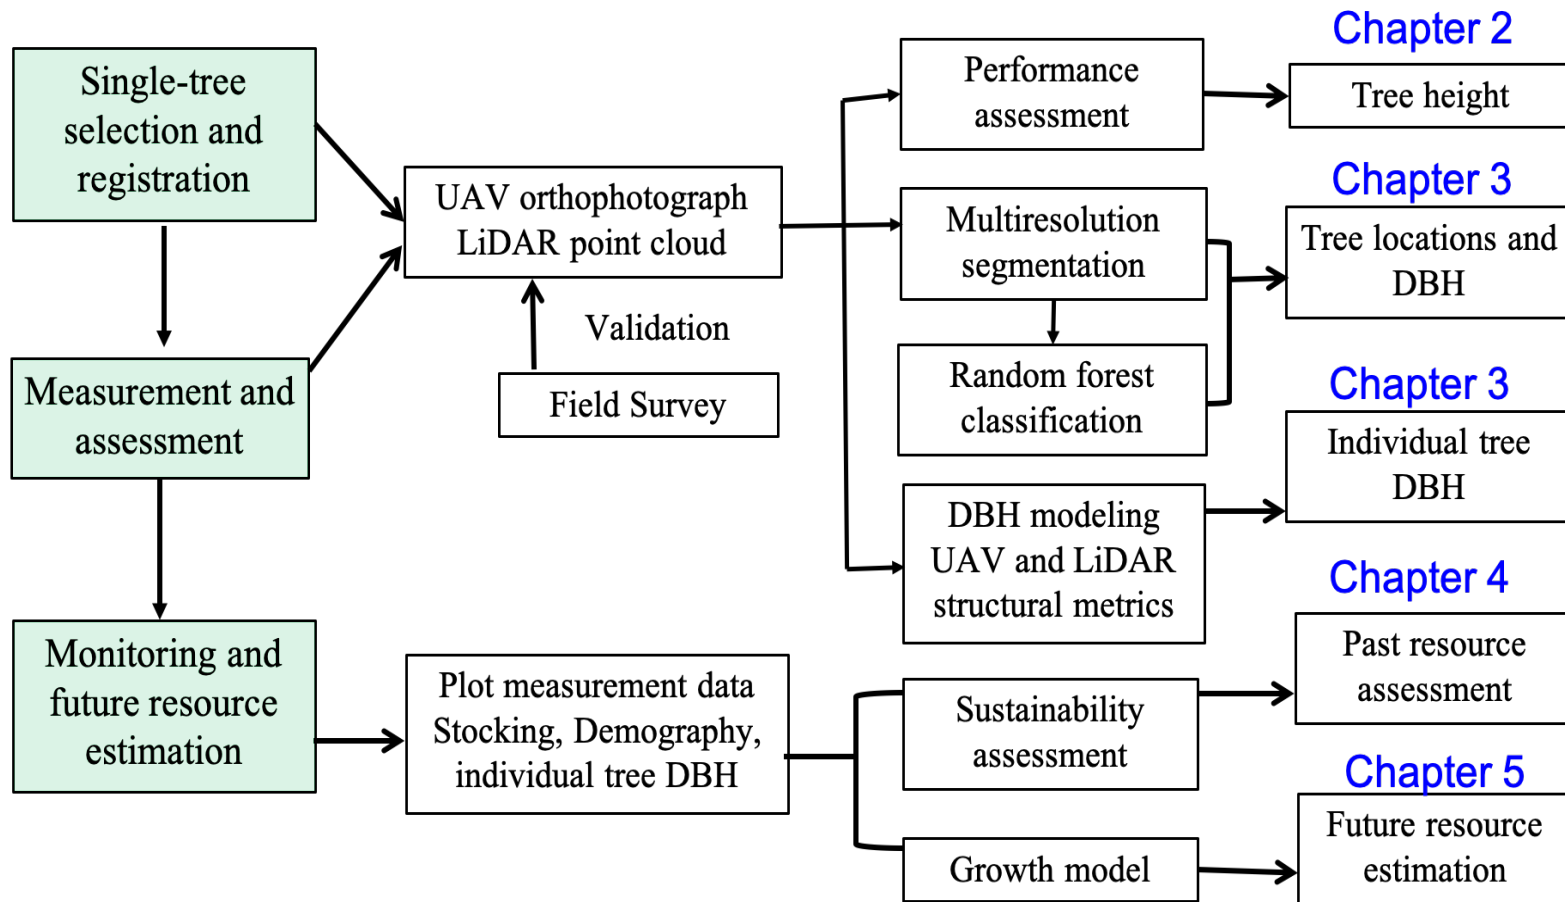 Single-tree
selection and
registration
Measurement and
assessment
Monitoring and
future resource
estimation
UAV orthophotograph
LiDAR point cloud
Validation
Field Survey
Plot measurement data
Stocking, Demography,
individual tree DBH
Performance
assessment
Multiresolution
segmentation
Random forest
classification
DBH modeling
UAV and LiDAR
structural metrics
Sustainability
assessment
Growth model
Chapter 2
Tree height
Chapter 3
Tree locations and
DBH
Chapter 3
Individual tree
DBH
Chapter 4
Past resource
assessment
Chapter 5
Future resource
estimation